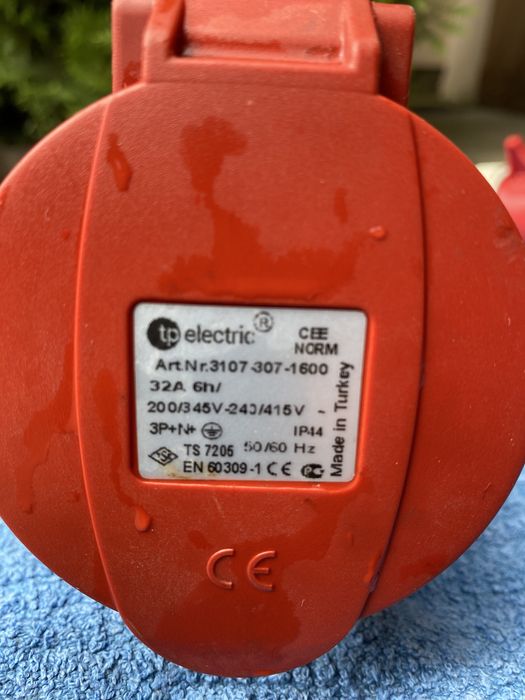 tp electric ® CEE
NORM
Art.Nr.3107-307-1600
32A 6h/
200/345V-240/415V ~
3P+N+ IP44
TS 7205 50/60 Hz
EN 60309-1 CE
Made in Turkey
CE